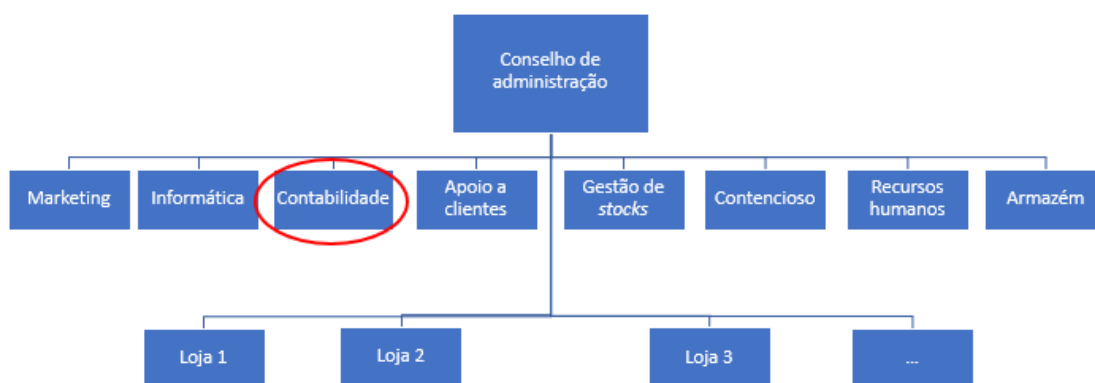 Conselho de
administração
Marketing
Informática
Contabilidade
Apoio a
clientes
Gestão de
stocks
Contencioso
Recursos
humanos
Armazém
Loja 1
Loja 2
Loja 3
...